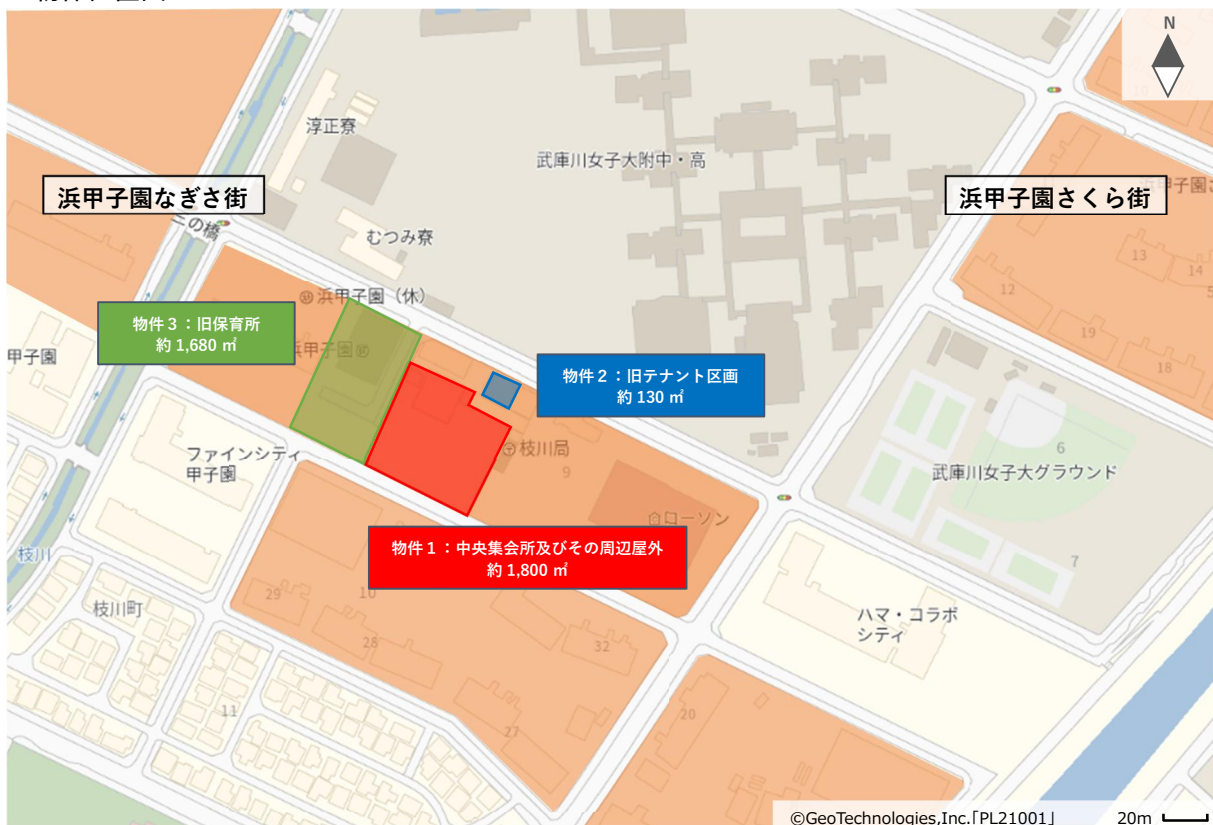 N
淳正寮
武庫川女子大附中・高
浜甲子園なぎさ街
浜甲子園さくら街
三の橋
むつみ寮
13
14
12
浜甲子園（休）
物件３：旧保育所
約 1,680 ㎡
甲子園
物件２：旧テナント区画
約 130 ㎡
19
18
枝川局
9
6
ファインシティ
甲子園
武庫川女子大グラウンド
ローソン
物件１：中央集会所及びその周辺屋外
約 1,800 ㎡
7
枝川
29
10
枝川町
28
32
ハマ・コラボ
シティ
11
27
20
©GeoTechnologies,Inc.「PL21001」
20m